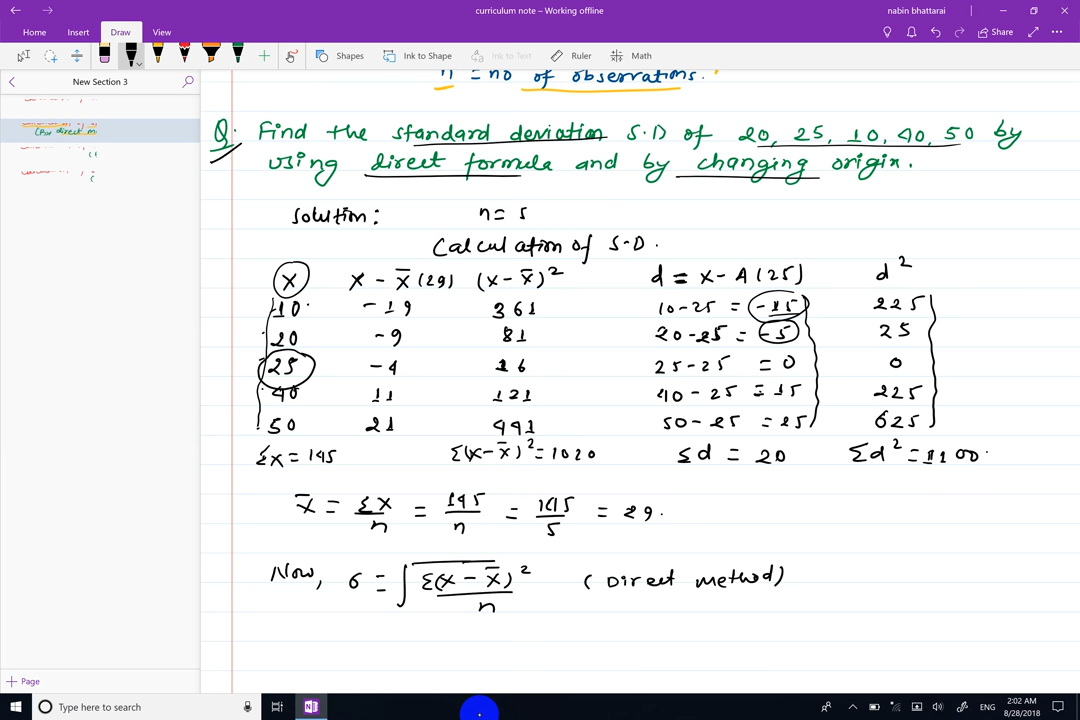 curriculum note – Working offline
nabin bhattarai
Home Insert Draw View
Share
Shapes Ink to Shape Ink to Text Ruler Math
New Section 3
n = no of observations.
Q. Find the standard deviation S.D of 20, 25, 10, 40, 50 by
using direct formula and by changing origin.
Solution: n = 5
Calculation of S.D.
X X - X̄ (29) (X - X̄)² d = X - A (25) d²
10 -19 361 10-25 = -15 225
20 -9 81 20-25 = -5 25
25 -4 16 25-25 = 0 0
40 11 121 40-25 = 15 225
50 21 441 50-25 = 25 625
Σx = 145 Σ(x-x̄)² = 1020 Σd = 20 Σd² = 1100.
X̄ = ΣX/n = 145/n = 145/5 = 29.
Now, σ = √Σ(X - X̄)²/n (Direct method)
+ Page
Type here to search
ENG
2:02 AM
8/28/2018